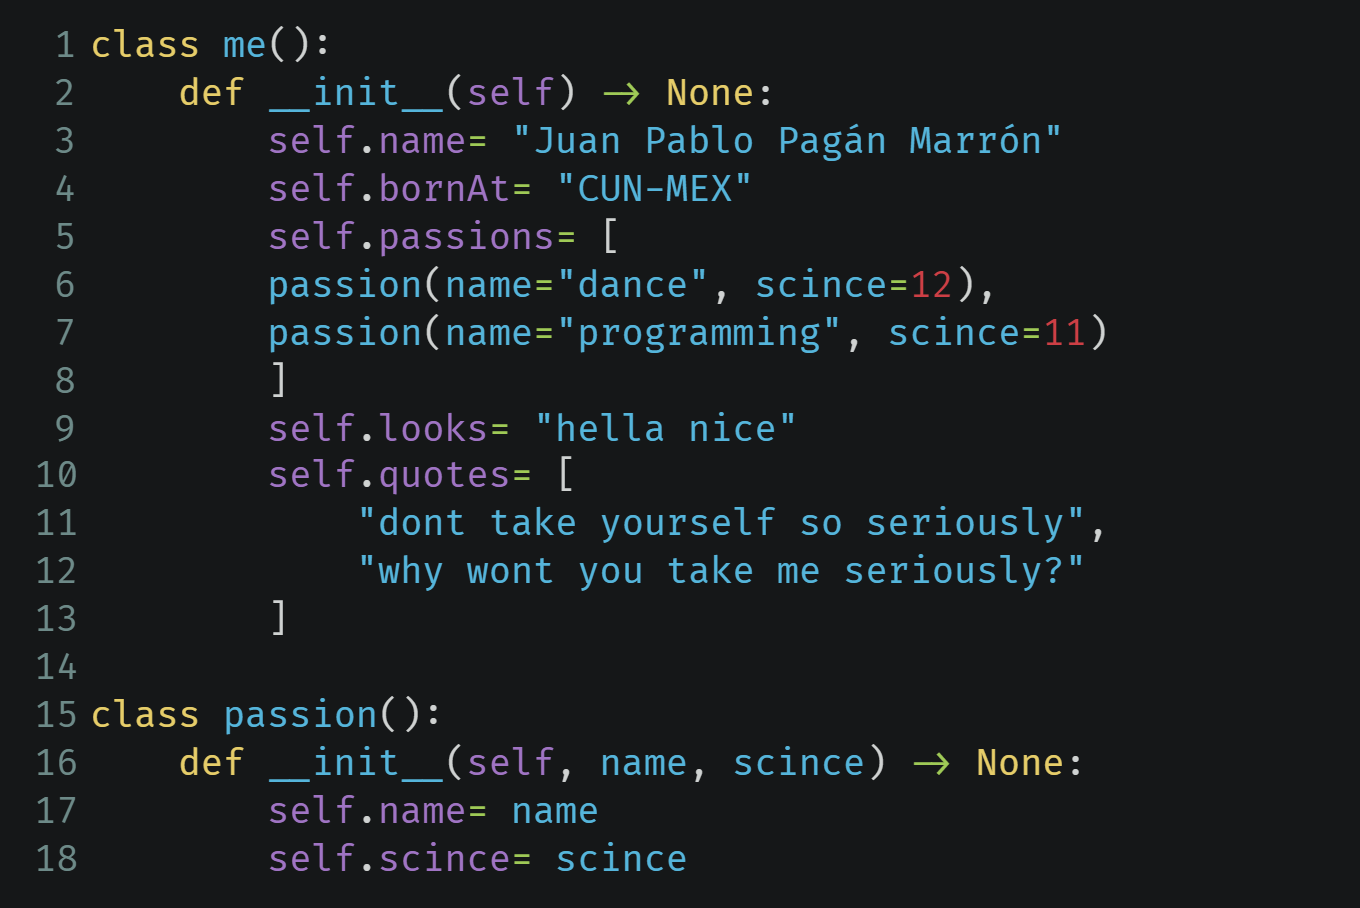 1 class me():
2     def __init__(self) -> None:
3         self.name= "Juan Pablo Pagán Marrón"
4         self.bornAt= "CUN-MEX"
5         self.passions= [
6         passion(name="dance", scince=12),
7         passion(name="programming", scince=11)
8         ]
9         self.looks= "hella nice"
10         self.quotes= [
11             "dont take yourself so seriously",
12             "why wont you take me seriously?"
13         ]
14
15 class passion():
16     def __init__(self, name, scince) -> None:
17         self.name= name
18         self.scince= scince